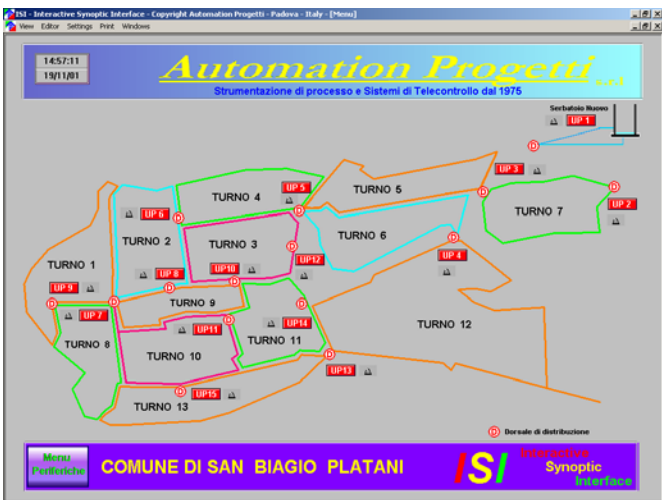 ISI - Interactive Synoptic Interface - Copyright Automation Progetti - Padova - Italy - [Menu]
View Editor Settings Print Windows
14:57:11
19/11/01
Automation Progetti s.r.l
Strumentazione di processo e Sistemi di Telecontrollo dal 1975
Serbatoio Nuovo
UP 1
D
UP 3
TURNO 4
UP 5
TURNO 5
D
D
UP 2
UP 6
D
D
TURNO 7
TURNO 2
TURNO 3
D
TURNO 6
D
UP 4
TURNO 1
UP 8
UP10
UP12
UP 9
D
D
D
D
TURNO 9
D
UP 7
D
UP11
UP14
TURNO 12
TURNO 8
TURNO 10
TURNO 11
D
UP13
D
UP15
TURNO 13
D Dorsale di distribuzione
Menu
Periferiche
COMUNE DI SAN BIAGIO PLATANI
ISI
Interactive
Synoptic
Interface